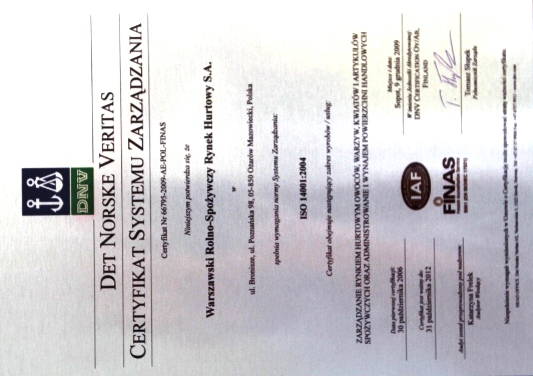 DNV
DET NORSKE VERITAS
CERTYFIKAT SYSTEMU ZARZĄDZANIA
Certyfikat Nr 66795-2009-AE-POL-FINAS
Niniejszym potwierdza się, że
Warszawski Rolno-Spożywczy Rynek Hurtowy S.A.
w
ul. Bronisze, ul. Poznańska 98, 05-850 Ożarów Mazowiecki, Polska
spełnia wymagania normy Systemu Zarządzania:
ISO 14001:2004
Certyfikat obejmuje następujący zakres wyrobów / usług:
ZARZĄDZANIE RYNKIEM HURTOWYM OWOCÓW, WARZYW, KWIATÓW I ARTYKUŁÓW
SPOŻYWCZYCH ORAZ ADMINISTROWANIE I WYNAJEM POWIERZCHNI HANDLOWYCH
Data pierwszej certyfikacji:
30 października 2006
Certyfikat jest ważny do:
31 października 2012
Audit został przeprowadzony pod nadzorem:
Katarzyna Frelek
Auditor Wiodący
IAF
FINAS
Miejsce i data:
Sopot, 9 grudnia 2009
W imieniu Jednostki Akredytowanej:
DNV CERTIFICATION OY/AB,
FINLAND
Tomasz Słupek
Pełnomocnik Zarządu